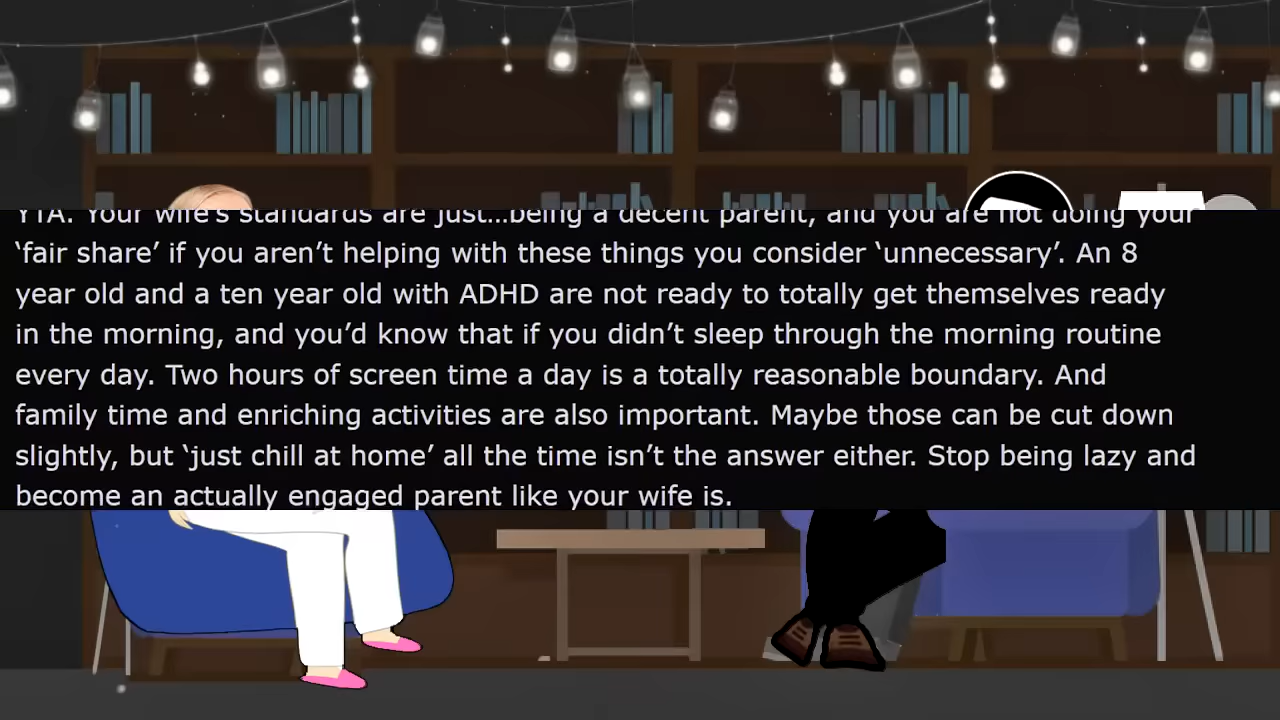 YTA. Your wife's standards are just...being a decent parent, and you are not doing your
‘fair share’ if you aren’t helping with these things you consider ‘unnecessary’. An 8
year old and a ten year old with ADHD are not ready to totally get themselves ready
in the morning, and you’d know that if you didn’t sleep through the morning routine
every day. Two hours of screen time a day is a totally reasonable boundary. And
family time and enriching activities are also important. Maybe those can be cut down
slightly, but ‘just chill at home’ all the time isn’t the answer either. Stop being lazy and
become an actually engaged parent like your wife is.